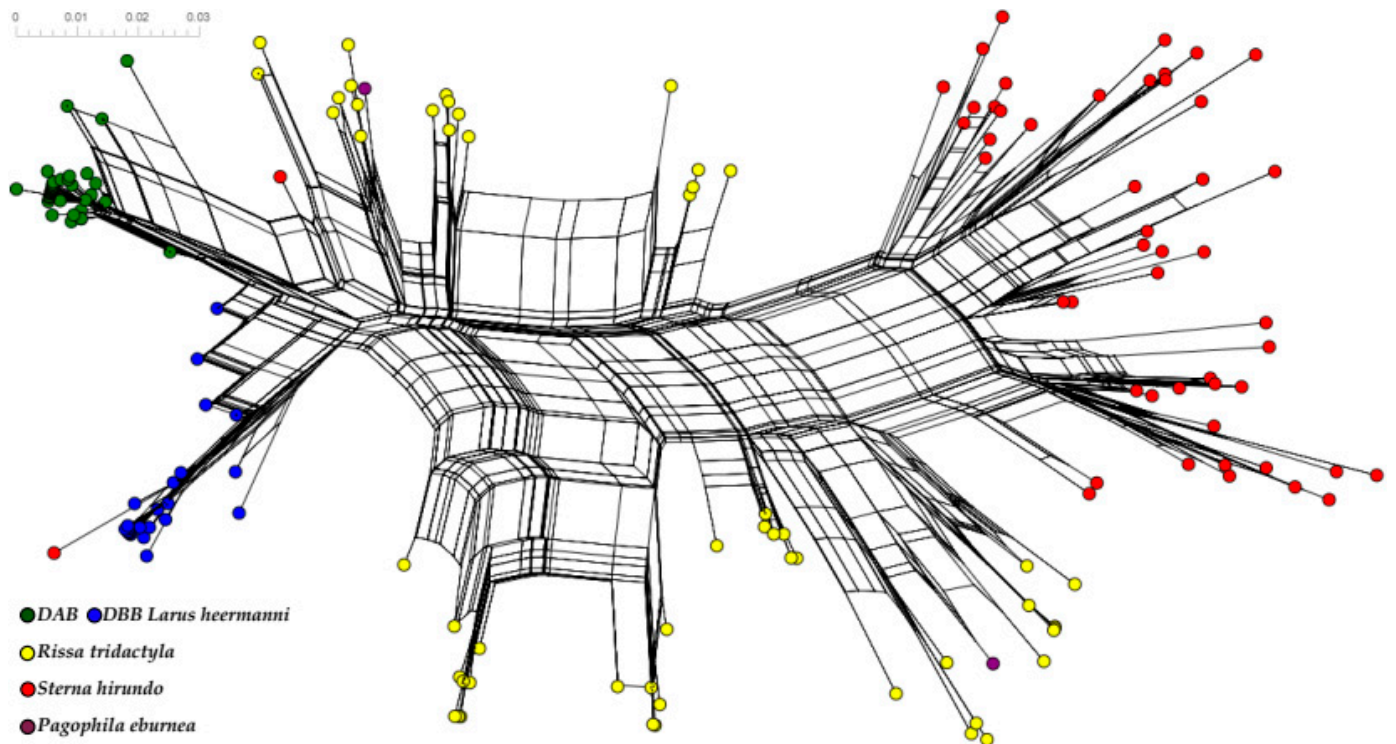 0 0.01 0.02 0.03
DAB DBB Larus heermanni
Rissa tridactyla
Sterna hirundo
Pagophila eburnea